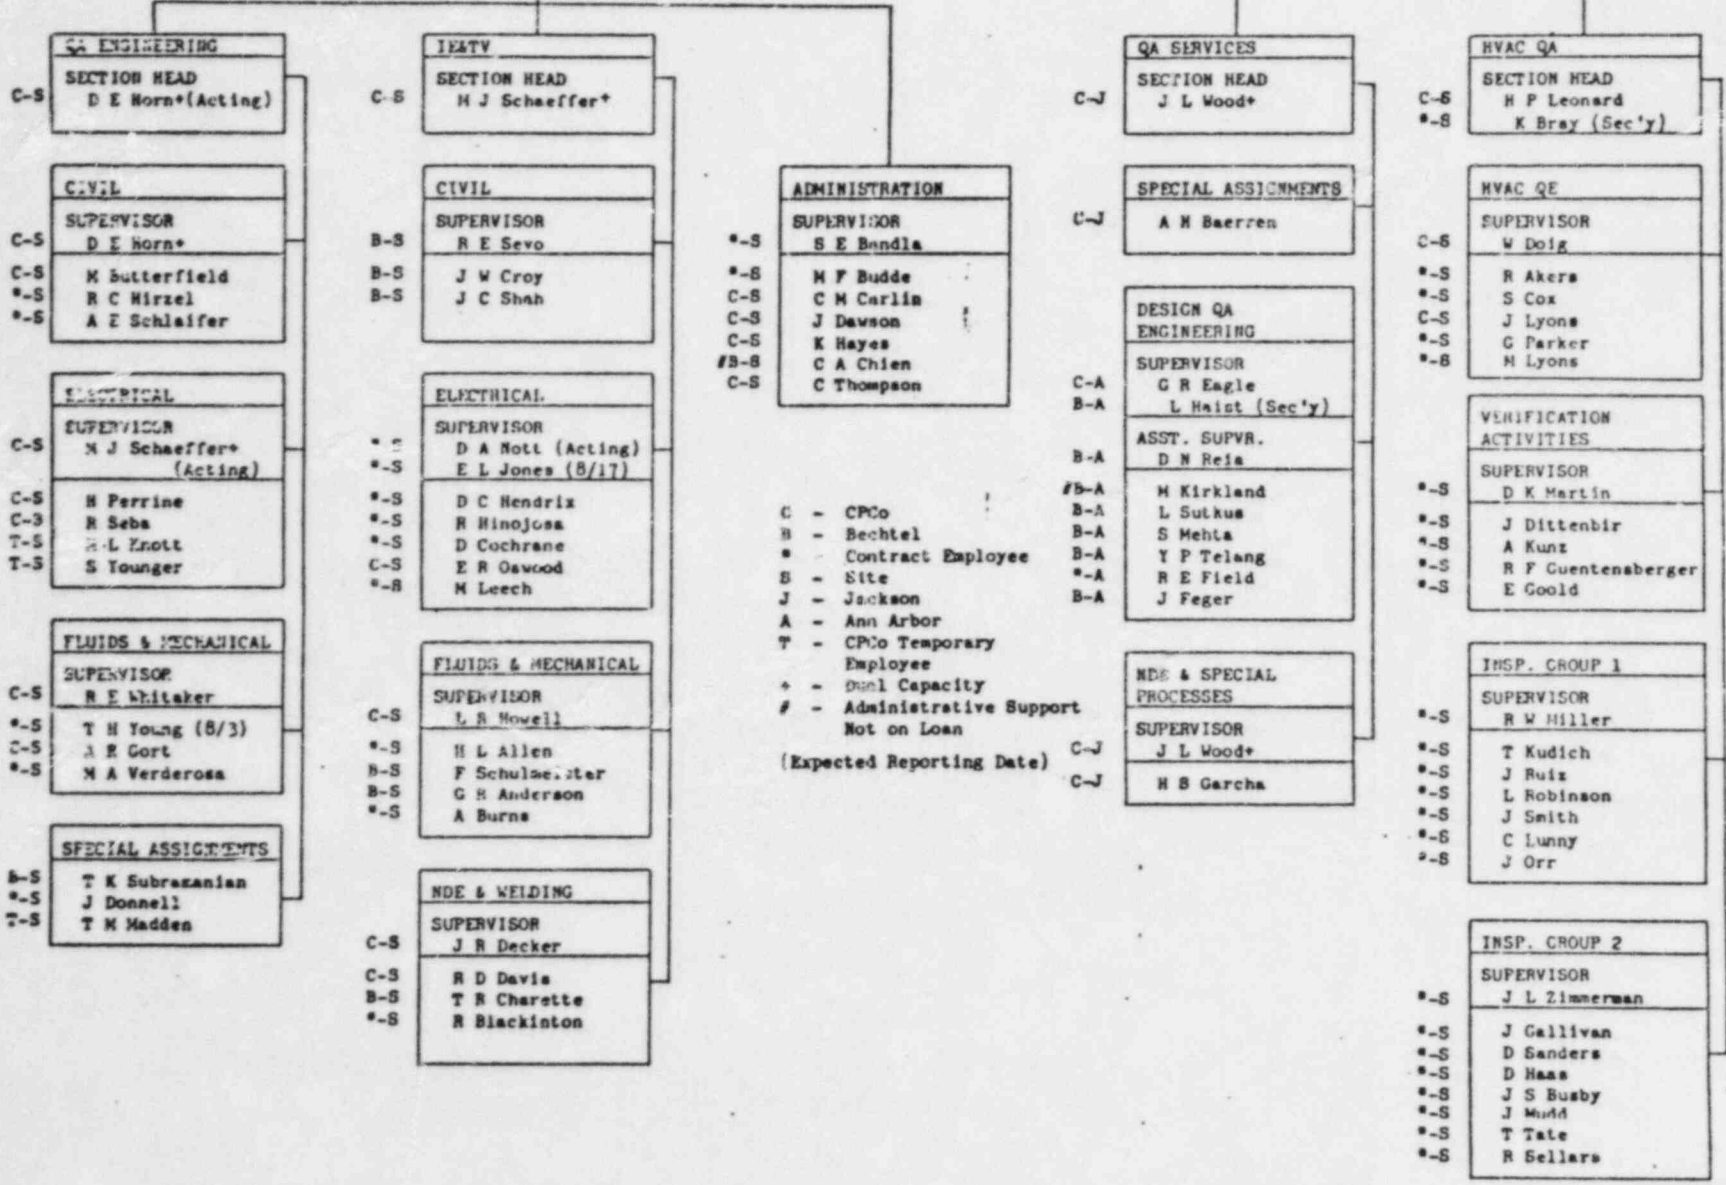 QA ENGINEERING
SECTION HEAD
C-S D E Horn+(Acting)
CIVIL
SUPERVISOR
C-S D E Horn+
C-S M Butterfield
*-S R C Hirzel
*-S A E Schlaifer
ELECTRICAL
SUPERVISOR
C-S M J Schaeffer+
(Acting)
C-S H Perrine
C-S R Seba
T-S L Knott
T-S S Younger
FLUIDS & MECHANICAL
SUPERVISOR
C-S R E Whitaker
*-S T H Young (8/3)
C-S R Gort
*-S M A Verderosa
SPECIAL ASSIGNMENTS
B-S T K Subramanian
*-S J Donnell
T-S T M Madden
IE&TV
SECTION HEAD
C-S M J Schaeffer+
CIVIL
SUPERVISOR
B-S R E Sevo
B-S J W Croy
B-S J C Shah
ELECTRICAL
SUPERVISOR
*-S D A Nott (Acting)
*-S E L Jones (8/17)
*-S D C Hendrix
*-S R Hinojosa
*-S D Cochrane
C-S E R Oswood
*-S M Leech
FLUIDS & MECHANICAL
SUPERVISOR
C-S L R Howell
*-S H L Allen
B-S F Schulmeister
B-S G R Anderson
*-S A Burns
NDE & WELDING
SUPERVISOR
C-S J R Decker
C-S R D Davis
B-S T R Charette
*-S R Blackinton
ADMINISTRATION
SUPERVISOR
*-S S E Bandla
*-S M F Budde
C-S C M Carlin
C-S J Dawson
C-S K Hayes
#B-S C A Chien
C-S C Thompson
C - CPCo
B - Bechtel
* - Contract Employee
S - Site
J - Jackson
A - Ann Arbor
T - CPCo Temporary
Employee
+ - Dual Capacity
# - Administrative Support
Not on Loan
(Expected Reporting Date)
QA SERVICES
SECTION HEAD
C-J J L Wood+
SPECIAL ASSIGNMENTS
C-J A H Baerren
DESIGN QA
ENGINEERING
SUPERVISOR
C-A G R Eagle
B-A L Haist (Sec'y)
ASST. SUPVR.
B-A D N Reia
#B-A M Kirkland
B-A L Sutkus
B-A S Mehta
B-A Y P Telang
*-A R E Field
B-A J Feger
NDE & SPECIAL
PROCESSES
SUPERVISOR
C-J J L Wood+
C-J H B Garcha
HVAC QA
SECTION HEAD
C-S H P Leonard
*-S K Bray (Sec'y)
HVAC QE
SUPERVISOR
C-S W Doig
*-S R Akers
*-S S Cox
C-S J Lyons
*-S G Parker
*-S M Lyons
VERIFICATION
ACTIVITIES
SUPERVISOR
*-S D K Martin
*-S J Dittenbir
*-S A Kunz
*-S R F Guentensberger
*-S E Goold
INSP. GROUP 1
SUPERVISOR
*-S R W Miller
*-S T Kudich
*-S J Ruiz
*-S L Robinson
*-S J Smith
*-S C Lunny
*-S J Orr
INSP. GROUP 2
SUPERVISOR
*-S J L Zimmerman
*-S J Gallivan
*-S D Sanders
*-S D Haas
*-S J S Busby
*-S J Mudd
*-S T Tate
*-S R Sellars